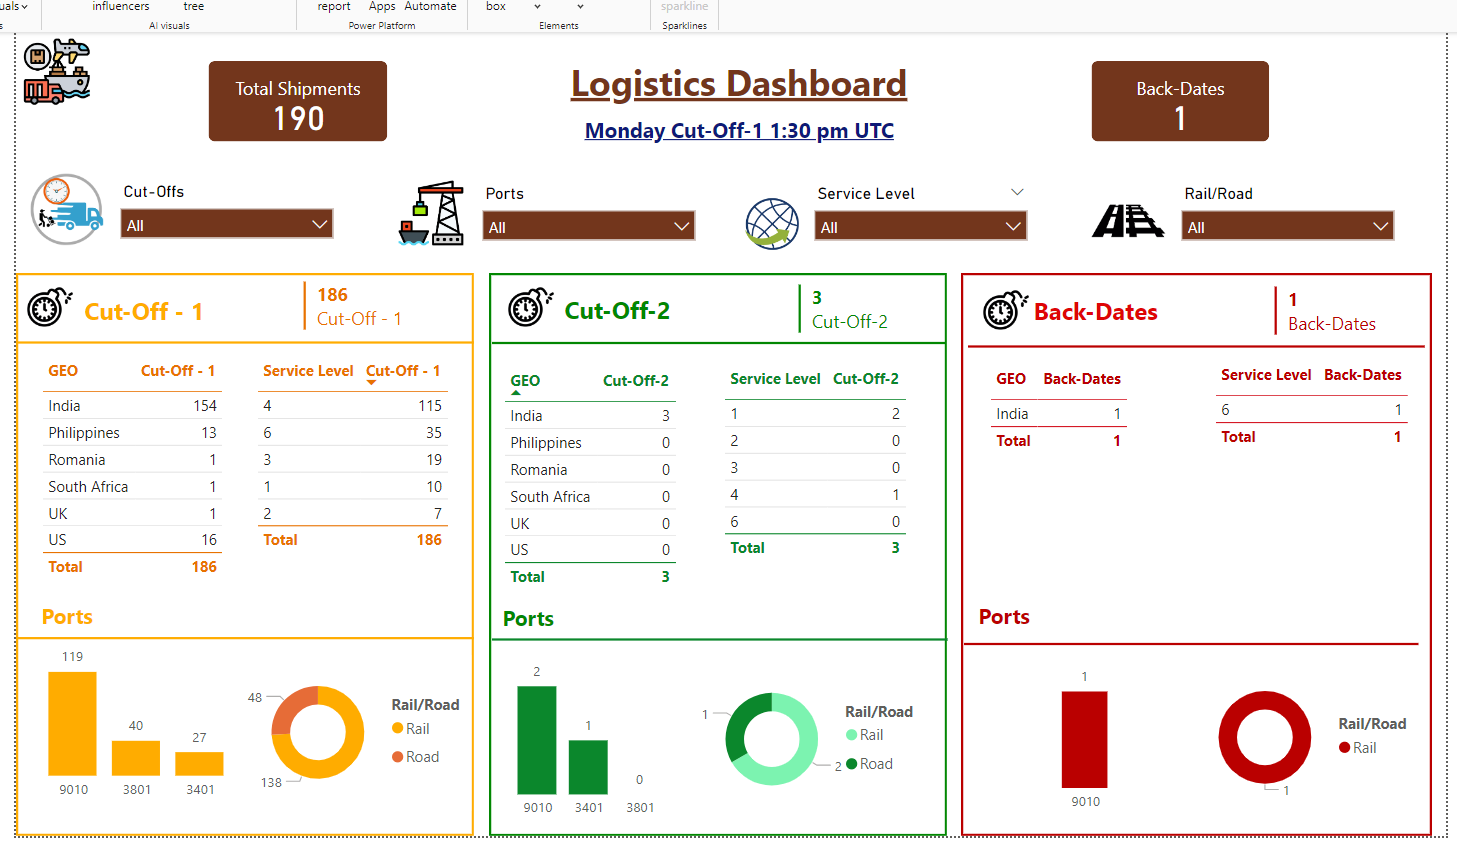 uals
influencers
tree
report
Apps
Automate
box
sparkline
s
AI visuals
Power Platform
Elements
Sparklines
Total Shipments
190
Logistics Dashboard
Monday Cut-Off-1 1:30 pm UTC
Back-Dates
1
Cut-Offs
All
Ports
All
Service Level
All
Rail/Road
All
Cut-Off - 1
186
Cut-Off - 1
GEO Cut-Off - 1
India 154
Philippines 13
Romania 1
South Africa 1
UK 1
US 16
Total 186
Service Level Cut-Off - 1
4 115
6 35
3 19
1 10
2 7
Total 186
Ports
119
40
27
9010 3801 3401
48
138
Rail/Road
Rail
Road
Cut-Off-2
3
Cut-Off-2
GEO Cut-Off-2
India 3
Philippines 0
Romania 0
South Africa 0
UK 0
US 0
Total 3
Service Level Cut-Off-2
1 2
2 0
3 0
4 1
6 0
Total 3
Ports
2
1
0
9010 3401 3801
1
2
Rail/Road
Rail
Road
Back-Dates
1
Back-Dates
GEO Back-Dates
India 1
Total 1
Service Level Back-Dates
6 1
Total 1
Ports
1
9010
1
Rail/Road
Rail